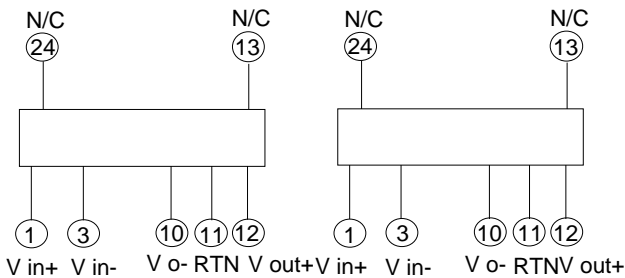 N/C N/C N/C N/C
24 13 24 13
1 3 10 11 12 1 3 10 11 12
V in+ V in- V o- RTN V out+ V in+ V in- V o- RTN V out+